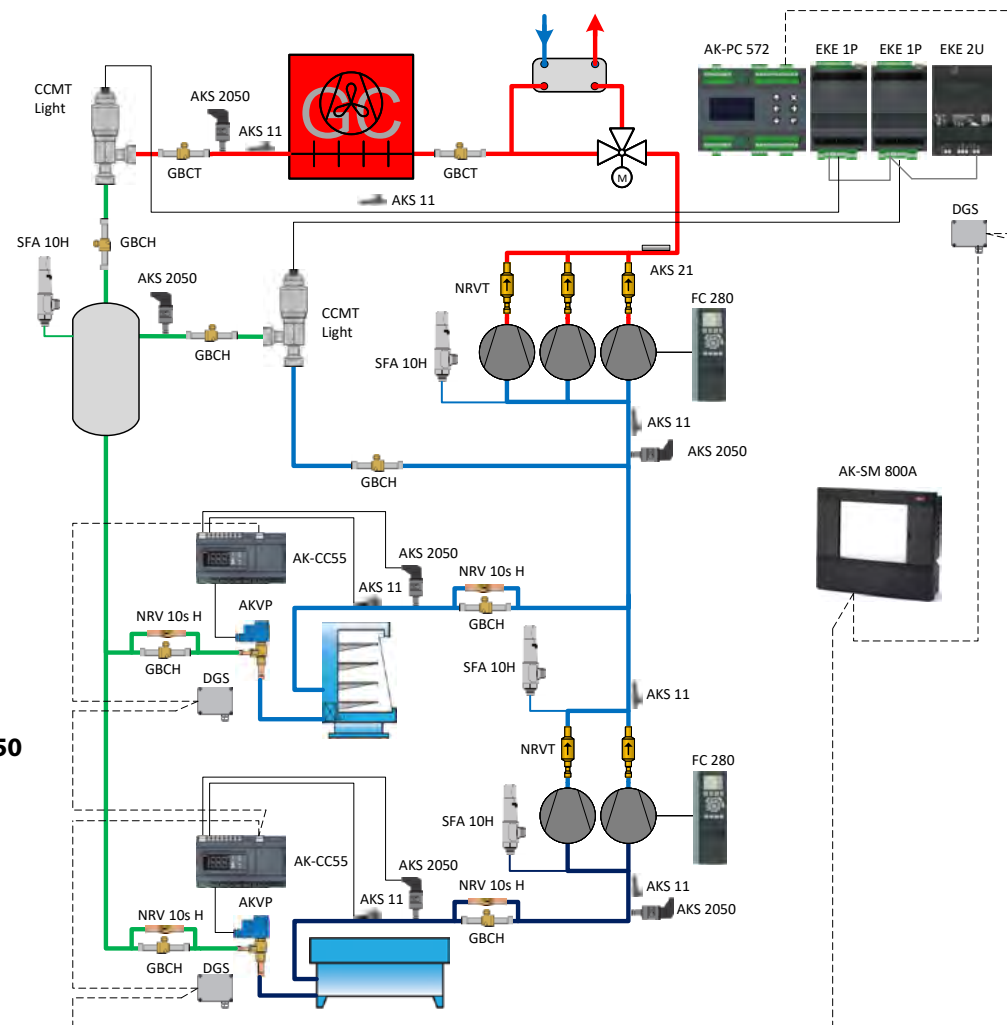 AK-PC 572
EKE 1P
EKE 1P
EKE 2U
CCMT
Light
AKS 2050
AKS 11
GC
GBCT
GBCT
M
AKS 11
DGS
SFA 10H
GBCH
AKS 2050
CCMT
Light
GBCH
NRVT
AKS 21
FC 280
SFA 10H
AKS 11
AKS 2050
GBCH
AK-SM 800A
AK-CC55
AKS 2050
AKS 11
NRV 10s H
GBCH
NRV 10s H
AKVP
GBCH
SFA 10H
DGS
AKS 11
50
NRVT
FC 280
SFA 10H
AK-CC55
AKS 2050
AKS 11
NRV 10s H
GBCH
AKS 11
AKS 2050
AKVP
NRV 10s H
GBCH
DGS